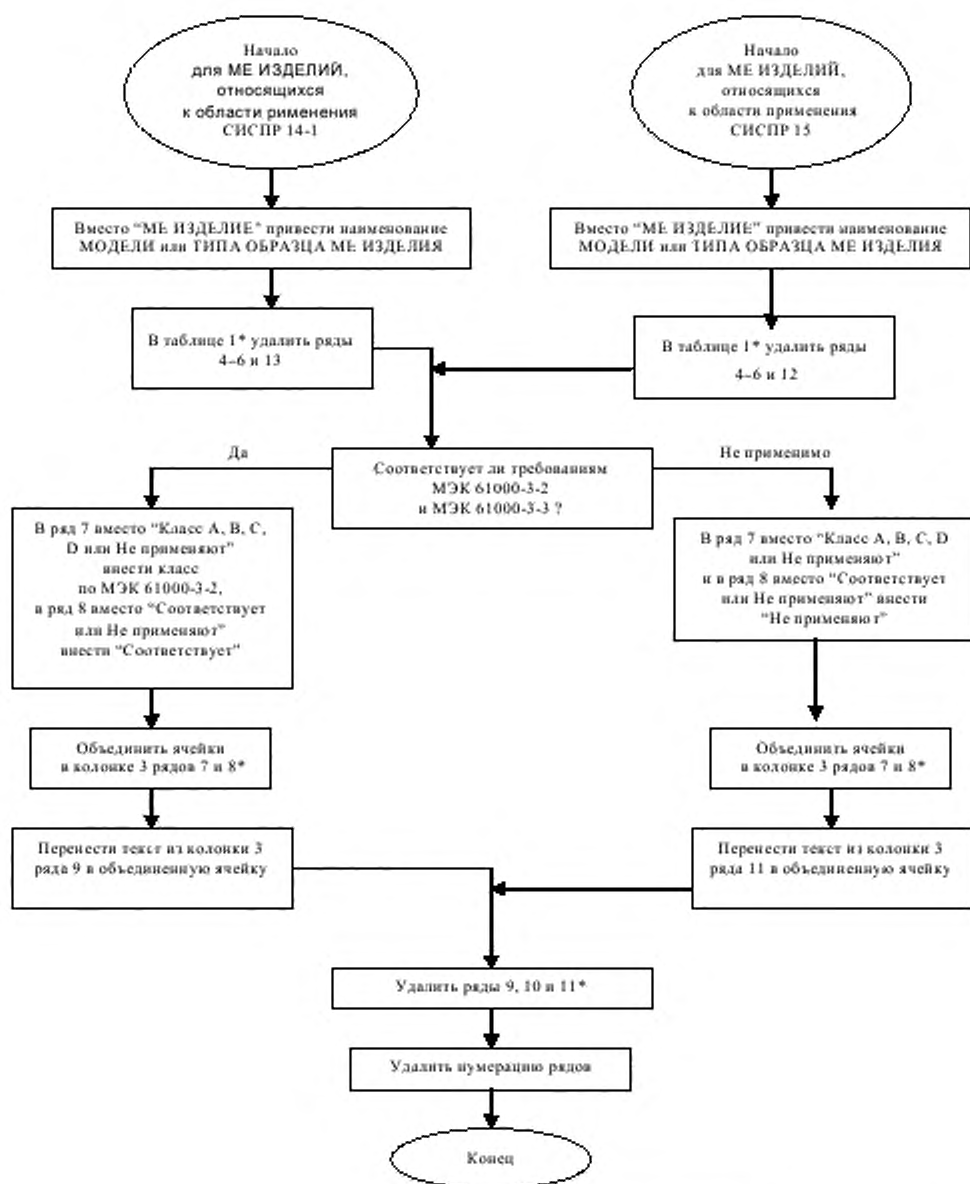 Начало
для МЕ ИЗДЕЛИЙ,
относящихся
к области рименения
СИСПР 14-1
Начало
для МЕ ИЗДЕЛИЙ,
относящихся
к области применения
СИСПР 15
Вместо “МЕ ИЗДЕЛИЕ” привести наименование
МОДЕЛИ или ТИПА ОБРАЗЦА МЕ ИЗДЕЛИЯ
Вместо “МЕ ИЗДЕЛИЕ” привести наименование
МОДЕЛИ или ТИПА ОБРАЗЦА МЕ ИЗДЕЛИЯ
В таблице 1* удалить ряды
4–6 и 13
В таблице 1* удалить ряды
4–6 и 12
Да
Соответствует ли требованиям
МЭК 61000-3-2
и МЭК 61000-3-3 ?
Не применимо
В ряд 7 вместо “Класс А, В, С,
D или Не применяют”
внести класс
по МЭК 61000-3-2,
в ряд 8 вместо “Соответствует
или Не применяют”
внести “Соответствует”
В ряд 7 вместо “Класс А, В, С, D
или Не применяют”
и в ряд 8 вместо “Соответствует
или Не применяют” внести
“Не применяют”
Объединить ячейки
в колонке 3 рядов 7 и 8*
Объединить ячейки
в колонке 3 рядов 7 и 8*
Перенести текст из колонки 3
ряда 9 в объединенную ячейку
Перенести текст из колонки 3
ряда 11 в объединенную ячейку
Удалить ряды 9, 10 и 11*
Удалить нумерацию рядов
Конец